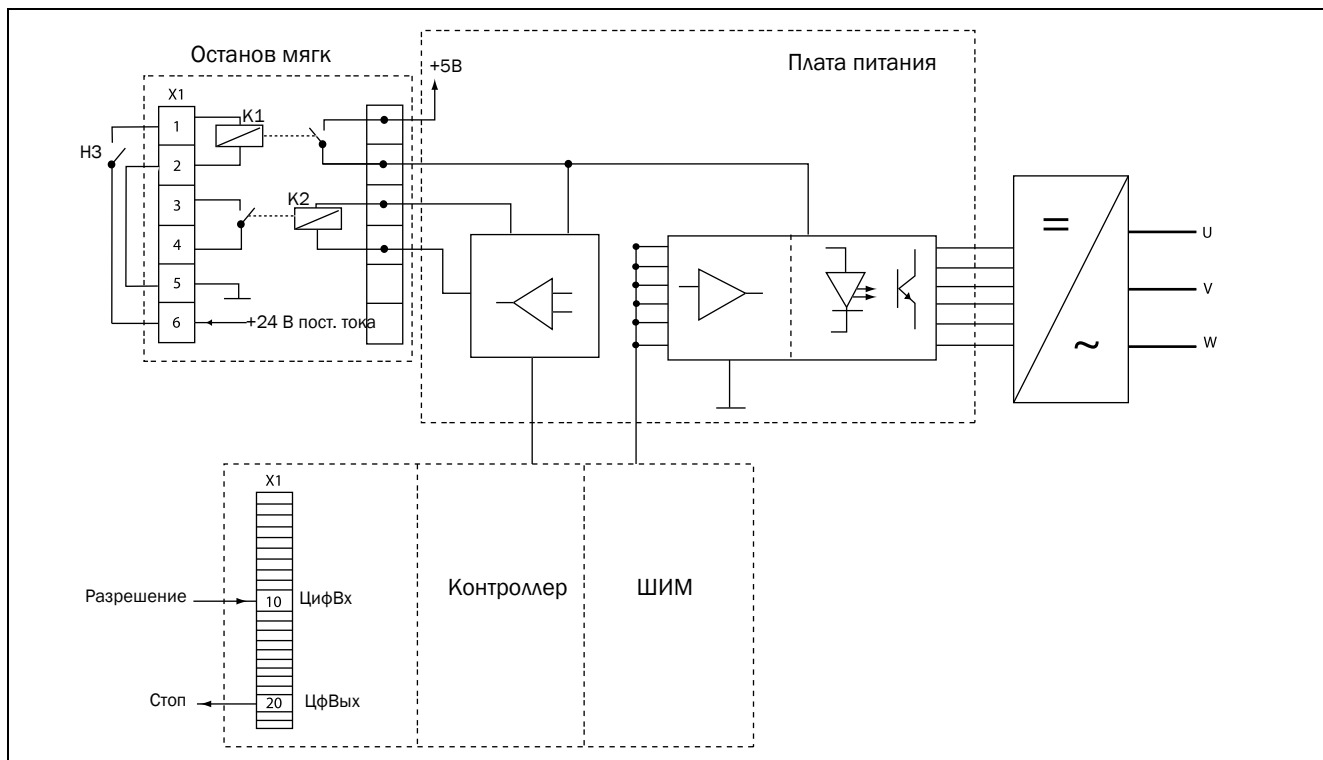 Останов мягк
Плата питания
+5В
X1
K1
НЗ
1
2
3
4
5
6
K2
+24 В пост. тока
=
~
U
V
W
X1
Разрешение
10
ЦифВх
Контроллер
ШИМ
Стоп
20
ЦфВых